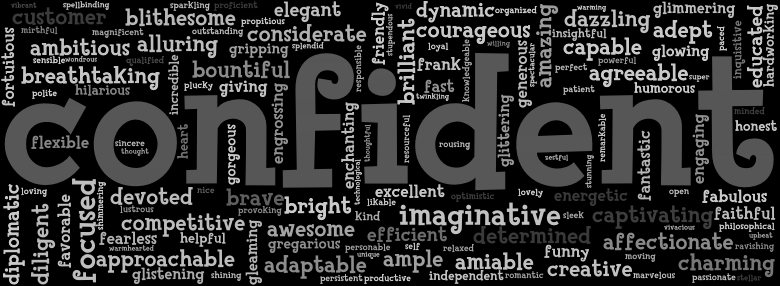 vibrant
spellbinding
sparkling
proficient
elegant
dynamic
organized
warming
glimmering
customer
blithesome
propitious
friendly
stupendous
vivid
amazing
dazzling
adept
educated
hardworking
mirthful
magnificent
outstanding
considerate
courageous
insightful
paced
inquisitive
fortuitous
ambitious
alluring
gripping
splendid
brilliant
loyal
willing
capable
glowing
sensible
wondrous
qualified
incredible
bountiful
responsible
frank
knowledgeable
generous
spectacular
perfect
powerful
breathtaking
agreeable
super
polite
hilarious
plucky
giving
engrossing
fast
twinkling
patient
humorous
confident
minded
honest
flexible
sincere
thought
heart
gorgeous
enchanting
technological
thoughtful
resourceful
rousing
glittering
zestful
stunning
remarkable
fantastic
engaging
diplomatic
loving
diligent
favorable
focused
shimmering
devoted
nice
brave
excellent
optimistic
lovely
energetic
open
fabulous
lustrous
provoking
bright
likable
kind
imaginative
sleek
captivating
faithful
competitive
vivacious
philosophical
fearless
helpful
gleaming
awesome
efficient
determined
upbeat
warmhearted
gregarious
personable
self
relaxed
funny
affectionate
ravishing
approachable
unique
moving
adaptable
ample
amiable
creative
charming
glistening
shining
persistent
productive
independent
romantic
marvelous
passionate
stellar